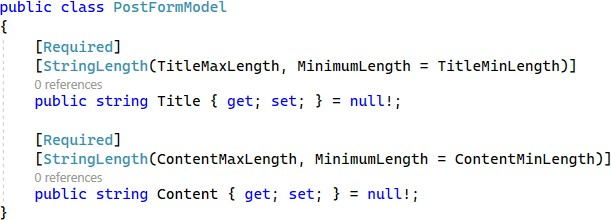 public class PostFormModel
{
[Required]
[StringLength(TitleMaxLength, MinimumLength = TitleMinLength)]
0 references
public string Title { get; set; } = null!;
[Required]
[StringLength(ContentMaxLength, MinimumLength = ContentMinLength)]
0 references
public string Content { get; set; } = null!;
}